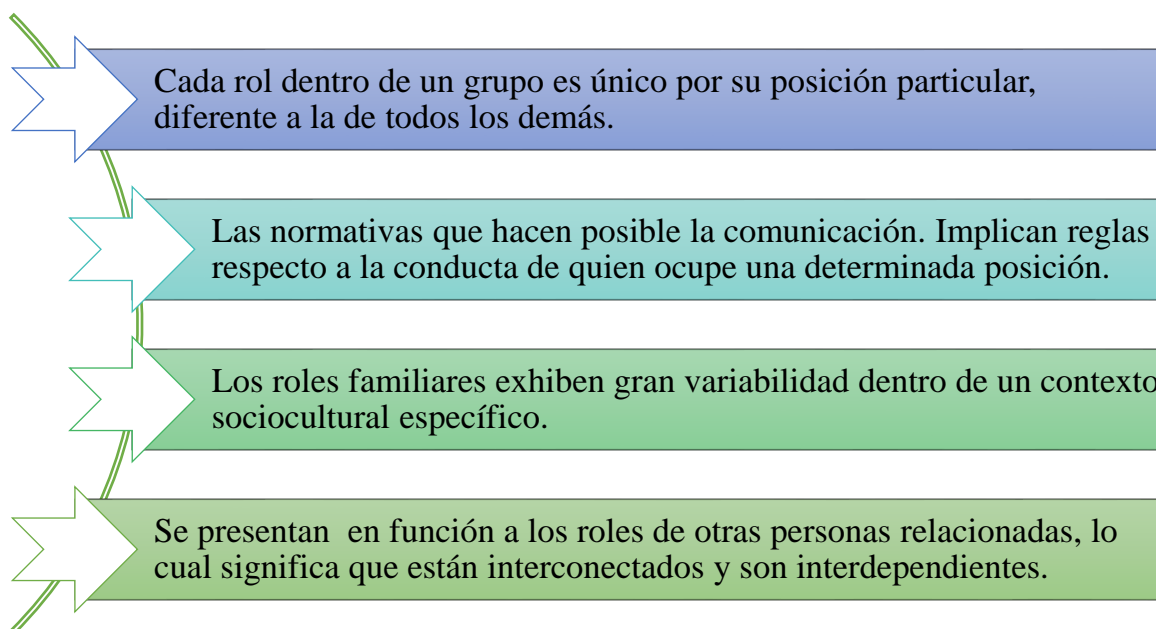 Cada rol dentro de un grupo es único por su posición particular,
diferente a la de todos los demás.
Las normativas que hacen posible la comunicación. Implican reglas
respecto a la conducta de quien ocupe una determinada posición.
Los roles familiares exhiben gran variabilidad dentro de un contexto
sociocultural específico.
Se presentan  en función a los roles de otras personas relacionadas, lo
cual significa que están interconectados y son interdependientes.